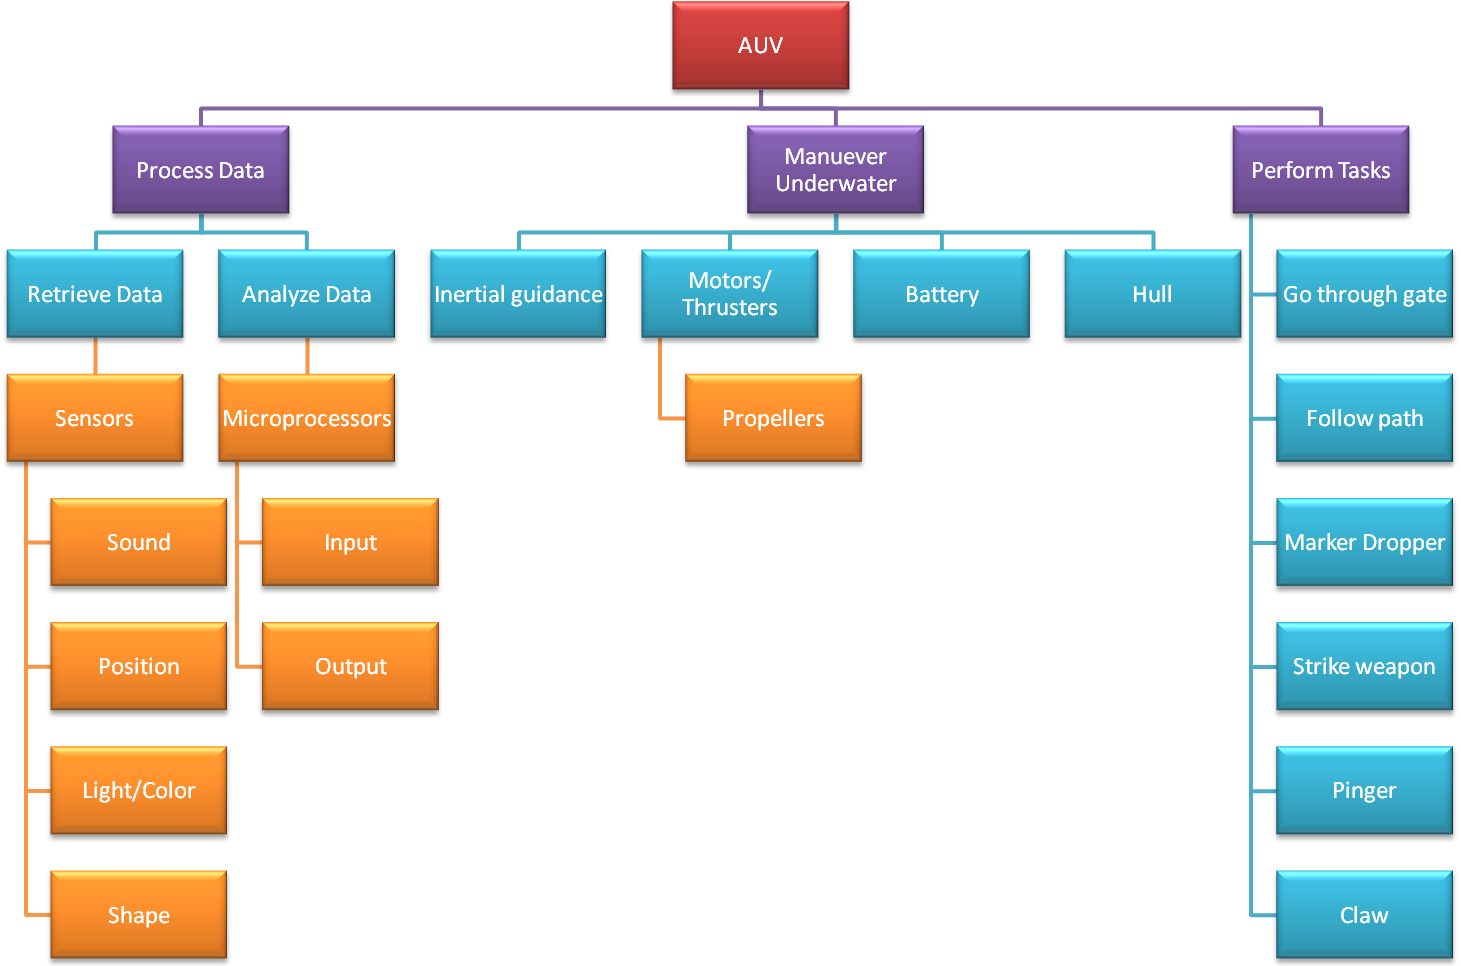 AUV
Process Data
Manuever
Underwater
Perform Tasks
Retrieve Data
Analyze Data
Inertial guidance
Motors/
Thrusters
Battery
Hull
Go through gate
Sensors
Microprocessors
Propellers
Follow path
Sound
Input
Marker Dropper
Position
Output
Strike weapon
Light/Color
Pinger
Shape
Claw